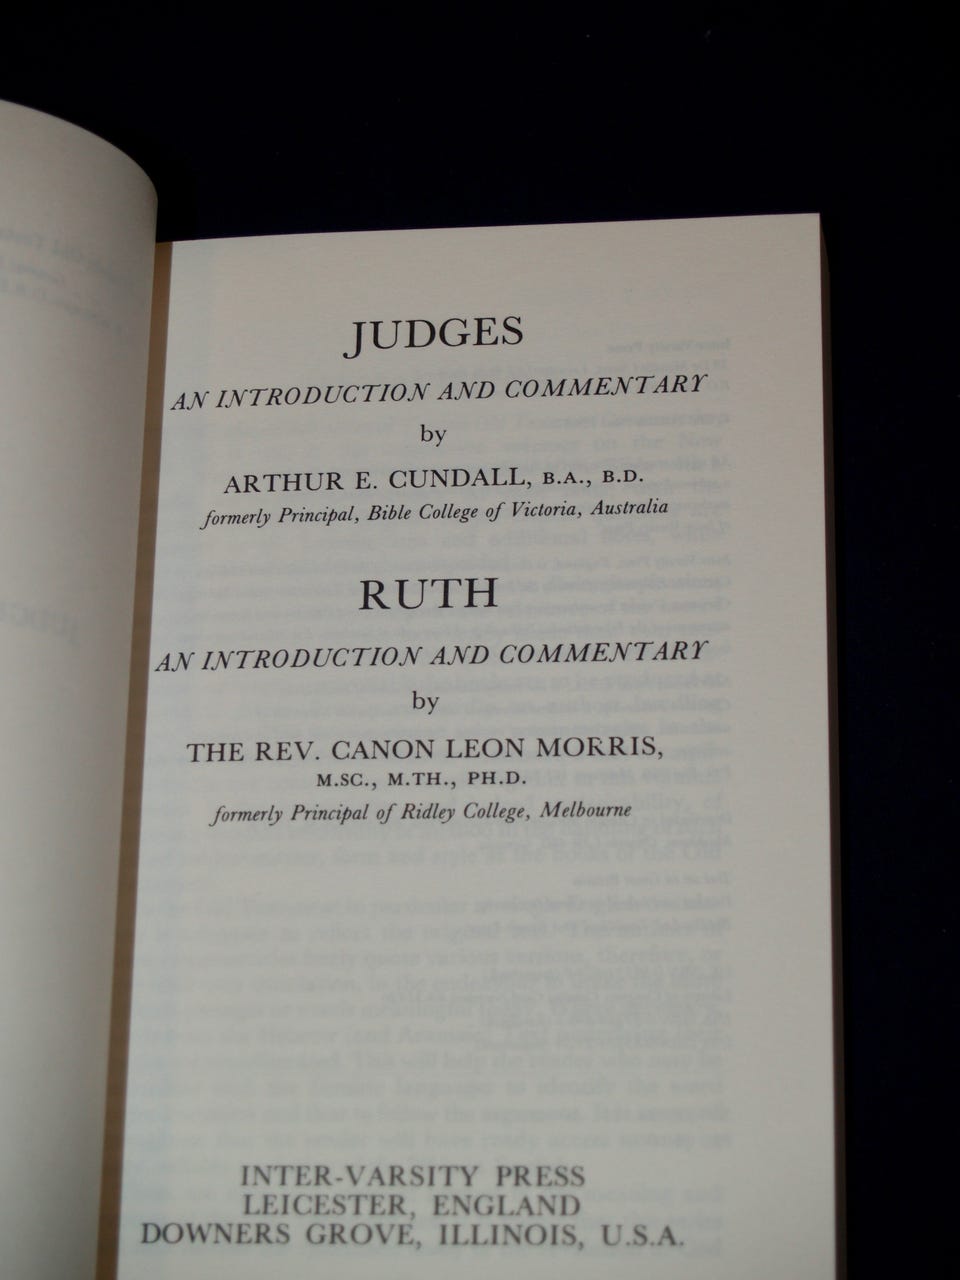 JUDGES
AN INTRODUCTION AND COMMENTARY
by
ARTHUR E. CUNDALL, B.A., B.D.
formerly Principal, Bible College of Victoria, Australia
RUTH
AN INTRODUCTION AND COMMENTARY
by
THE REV. CANON LEON MORRIS,
M.SC., M.TH., PH.D.
formerly Principal of Ridley College, Melbourne
INTER-VARSITY PRESS
LEICESTER, ENGLAND
DOWNERS GROVE, ILLINOIS, U.S.A.